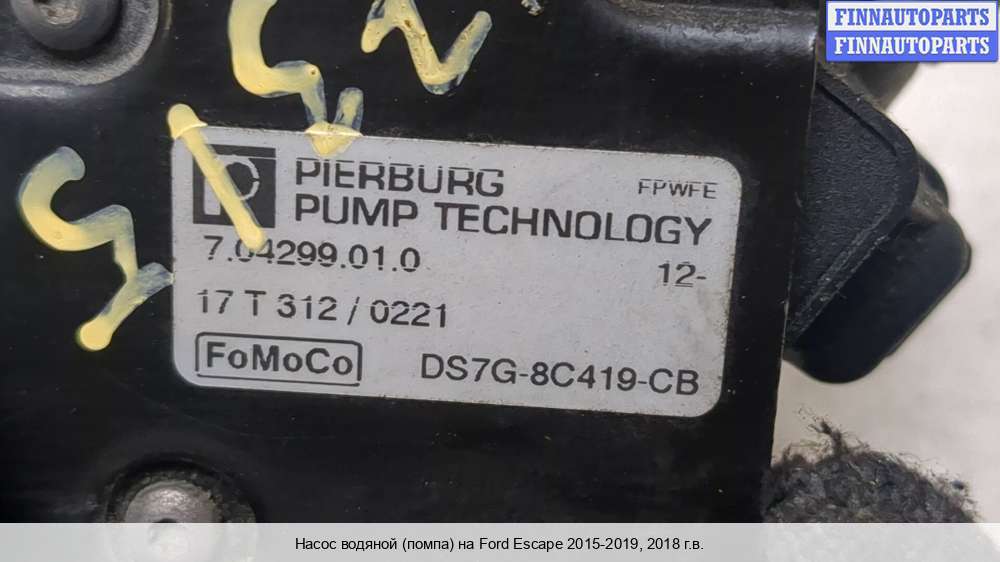 FINNAUTOPARTS
FINNAUTOPARTS
PIERBURG
PUMP TECHNOLOGY
FPWFE
7.04299.01.0
12-
17 T 312 / 0221
FoMoCo
DS7G-8C419-CB
Насос водяной (помпа) на Ford Escape 2015-2019, 2018 г.в.